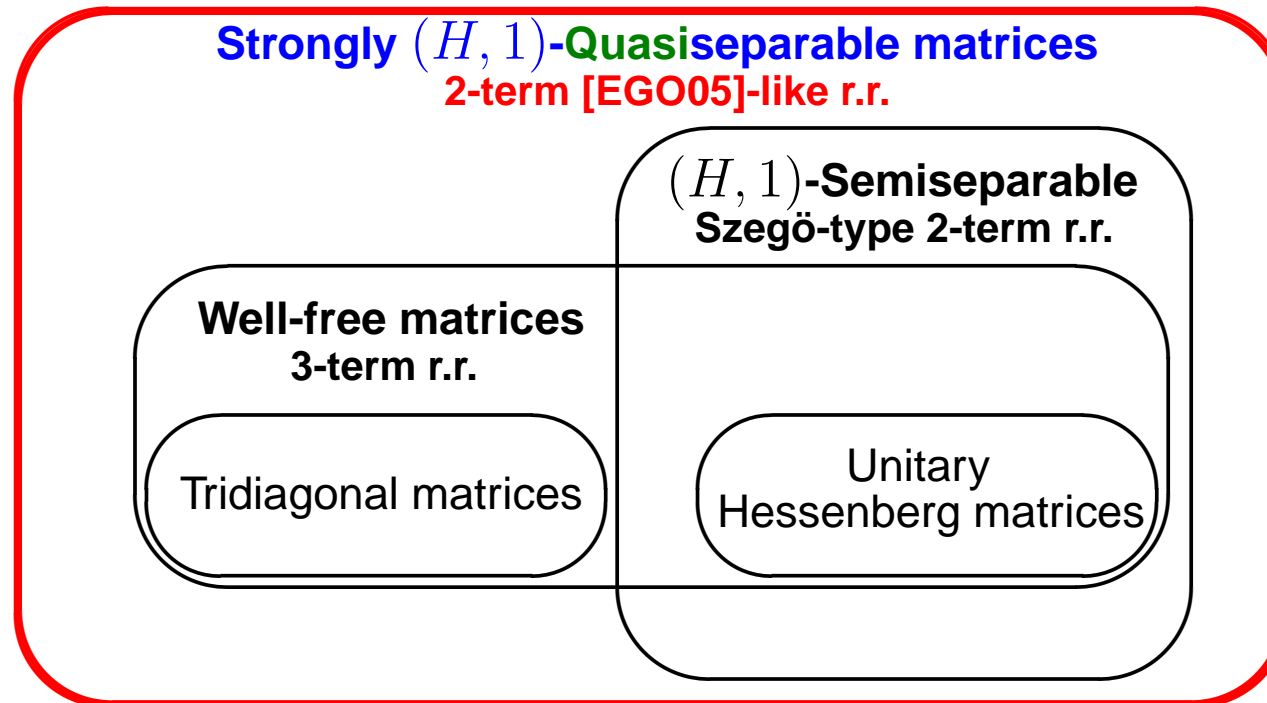 Strongly (H, 1)-Quasiseparable matrices
2-term [EGO05]-like r.r.
(H, 1)-Semiseparable
Szegö-type 2-term r.r.
Well-free matrices
3-term r.r.
Tridiagonal matrices
Unitary
Hessenberg matrices